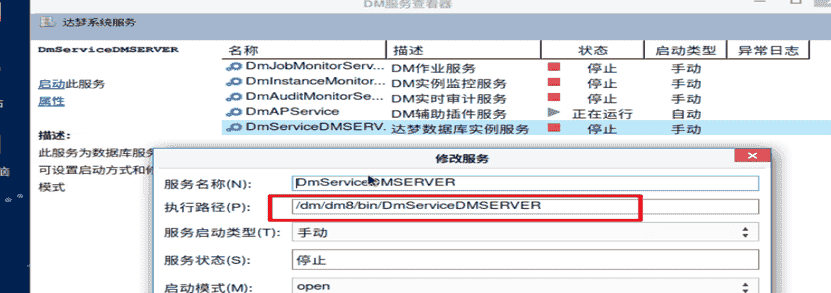 DM服务查看器
达梦系统服务
DmServiceDMSERVER
启动此服务
属性
描述:
此服务为数据库服务
可设置启动方式和修
模式
名称 描述 状态 启动类型 异常日志
DmJobMonitorServ... DM作业服务 停止 手动
DmInstanceMonitor... DM实例监控服务 停止 手动
DmAuditMonitorSe... DM实时审计服务 停止 手动
DmAPService DM辅助插件服务 正在运行 自动
DmServiceDMSERV... 达梦数据库实例服务 停止 手动
修改服务
服务名称(N): DmServiceDMSERVER
执行路径(P): /dm/dm8/bin/DmServiceDMSERVER
服务启动类型(T): 手动
服务状态(S): 停止
启动模式(M): open